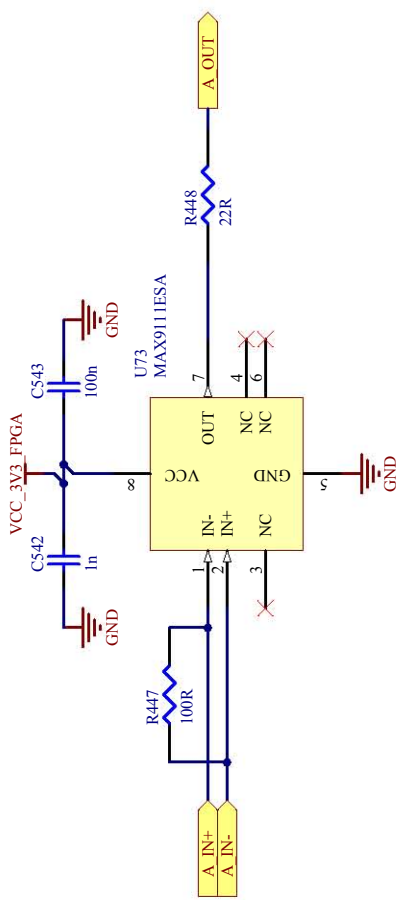 A_OUT
R448
22R
GND
C543
100n
U73
MAX9111ESA
7
4
6
VCC_3V3_FPGA
OUT
NC
NC
8
VCC
GND
5
GND
C542
1n
IN-
IN+
NC
1
2
3
GND
R447
100R
A_IN+
A_IN-